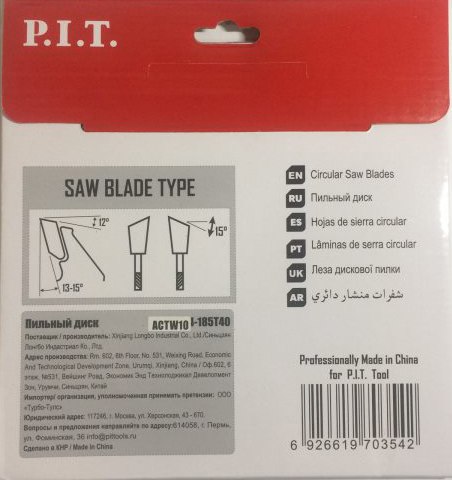 P.I.T.
SAW BLADE TYPE
12°
15°
13-15°
EN Circular Saw Blades
RU Пильный диск
ES Hojas de sierra circular
PT Lâminas de serra circular
UK Леза дискової пилки
AR شفرات منشار دائري
Пильный диск ACTW10 -185T40
Поставщик / производитель: Xinjiang Longbo Industrial Co., Ltd./Синьцзян
Лонгбо Индастриал Ко., Лтд.
Адрес производства: Rm. 602, 6th Floor, No. 531, Weixing Road, Economic
And Technological Development Zone, Urumqi, Xinjiang, China / Оф.602, 6
этаж, №531, Вейшинг Роад, Экономик Энд Текнолоджикал Девелопмент
Зон, Урумчи, Синьцзян, Китай
Импортер/ организация, уполномоченная принимать претензии: ООО
«Турбо-Тулс»
Юридический адрес: 117246, г. Москва, ул. Херсонская, 43 - 670.
Вопросы и предложения направляйте по адресу:614058, г. Пермь,
ул. Фоминская, 36 info@pittools.ru
Сделано в КНР / Made in China
Professionally Made in China
for P.I.T. Tool
6 926619 703542